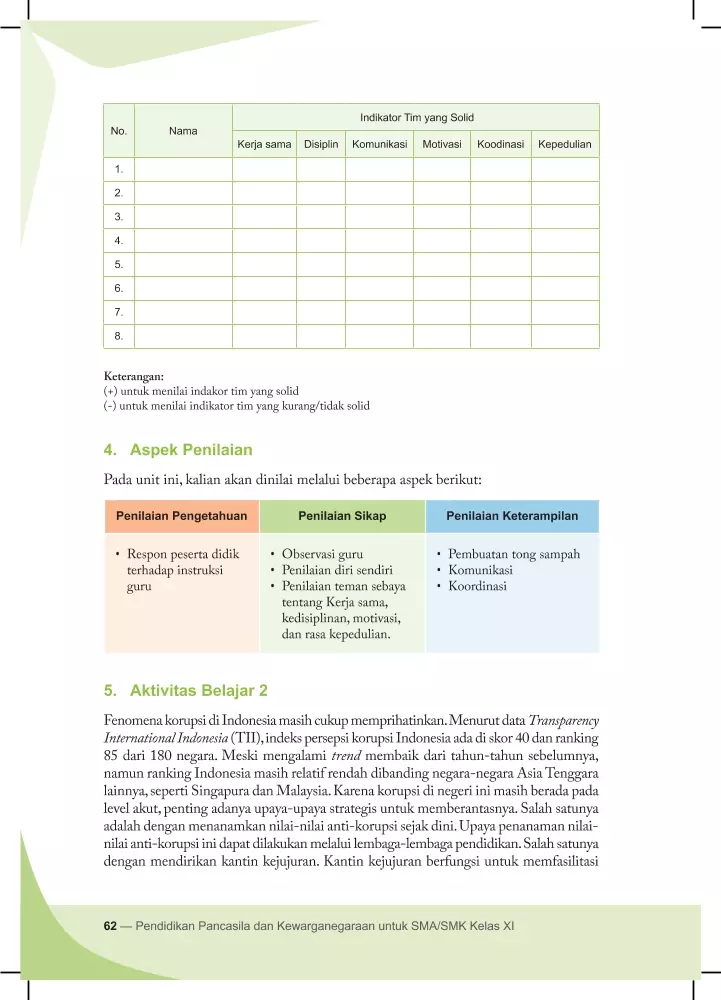 No.
Nama
Indikator Tim yang Solid
Kerja sama Disiplin Komunikasi Motivasi Koodinasi Kepedulian
1.
2.
3.
4.
5.
6.
7.
8.
Keterangan:
(+) untuk menilai indakor tim yang solid
(-) untuk menilai indikator tim yang kurang/tidak solid
4. Aspek Penilaian
Pada unit ini, kalian akan dinilai melalui beberapa aspek berikut:
Penilaian Pengetahuan
• Respon peserta didik
terhadap instruksi
guru
Penilaian Sikap
• Observasi guru
• Penilaian diri sendiri
• Penilaian teman sebaya
tentang Kerja sama,
kedisiplinan, motivasi,
dan rasa kepedulian.
Penilaian Keterampilan
• Pembuatan tong sampah
• Komunikasi
• Koordinasi
5. Aktivitas Belajar 2
Fenomena korupsi di Indonesia masih cukup memprihatinkan. Menurut data Transparency
International Indonesia (TII), indeks persepsi korupsi Indonesia ada di skor 40 dan ranking
85 dari 180 negara. Meski mengalami trend membaik dari tahun-tahun sebelumnya,
namun ranking Indonesia masih relatif rendah dibanding negara-negara Asia Tenggara
lainnya, seperti Singapura dan Malaysia. Karena korupsi di negeri ini masih berada pada
level akut, penting adanya upaya-upaya strategis untuk memberantasnya. Salah satunya
adalah dengan menanamkan nilai-nilai anti-korupsi sejak dini. Upaya penanaman nilai-
nilai anti-korupsi ini dapat dilakukan melalui lembaga-lembaga pendidikan. Salah satunya
dengan mendirikan kantin kejujuran. Kantin kejujuran berfungsi untuk memfasilitasi
62 — Pendidikan Pancasila dan Kewarganegaraan untuk SMA/SMK Kelas XI